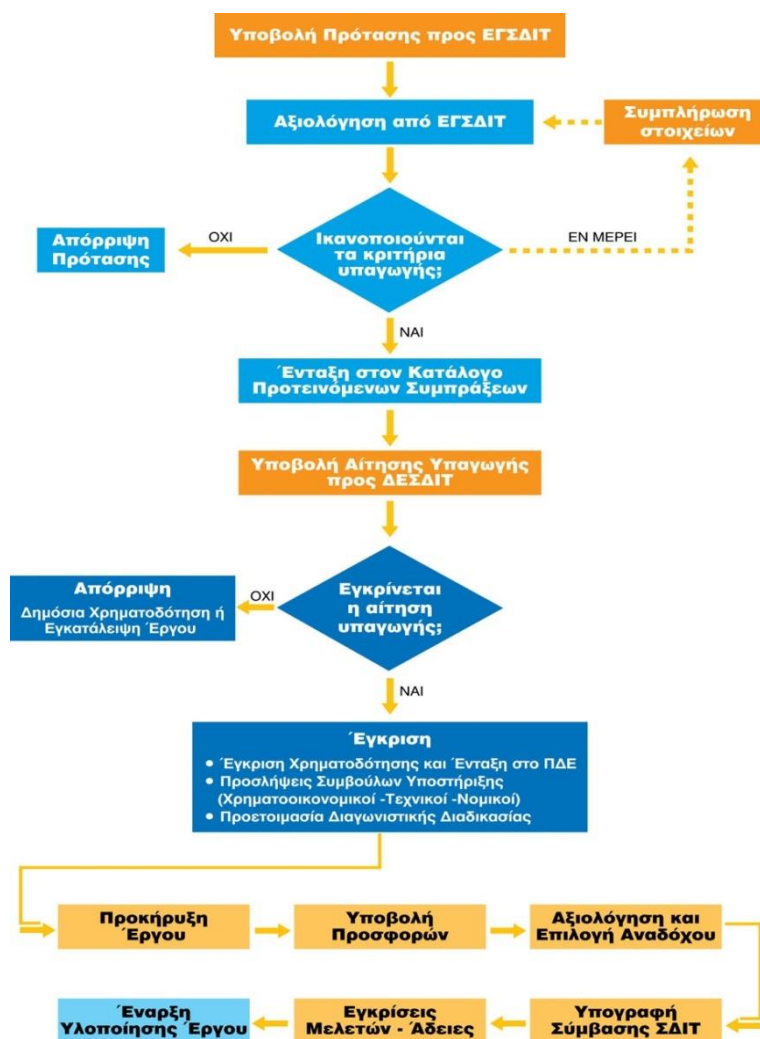 Υποβολή Πρότασης προς ΕΓΣΔΙΤ
Αξιολόγηση από ΕΓΣΔΙΤ
Συμπλήρωση
στοιχείων
Ικανοποιούνται
τα κριτήρια
υπαγωγής;
ΟΧΙ
Απόρριψη
Πρότασης
ΕΝ ΜΕΡΕΙ
ΝΑΙ
Ένταξη στον Κατάλογο
Προτεινόμενων Συμπράξεων
Υποβολή Αίτησης Υπαγωγής
προς ΔΕΣΔΙΤ
Εγκρίνεται
η αίτηση
υπαγωγής;
ΟΧΙ
Απόρριψη
Δημόσια Χρηματοδότηση ή
Εγκατάλειψη Έργου
ΝΑΙ
Έγκριση
• Έγκριση Χρηματοδότησης και Ένταξη στο ΠΔΕ
• Προσλήψεις Συμβούλων Υποστήριξης
(Χρηματοοικονομικοί -Τεχνικοί -Νομικοί)
• Προετοιμασία Διαγωνιστικής Διαδικασίας
Προκήρυξη
Έργου
Υποβολή
Προσφορών
Αξιολόγηση και
Επιλογή Αναδόχου
Υπογραφή
Σύμβασης ΣΔΙΤ
Εγκρίσεις
Μελετών - Άδειες
Έναρξη
Υλοποίησης Έργου